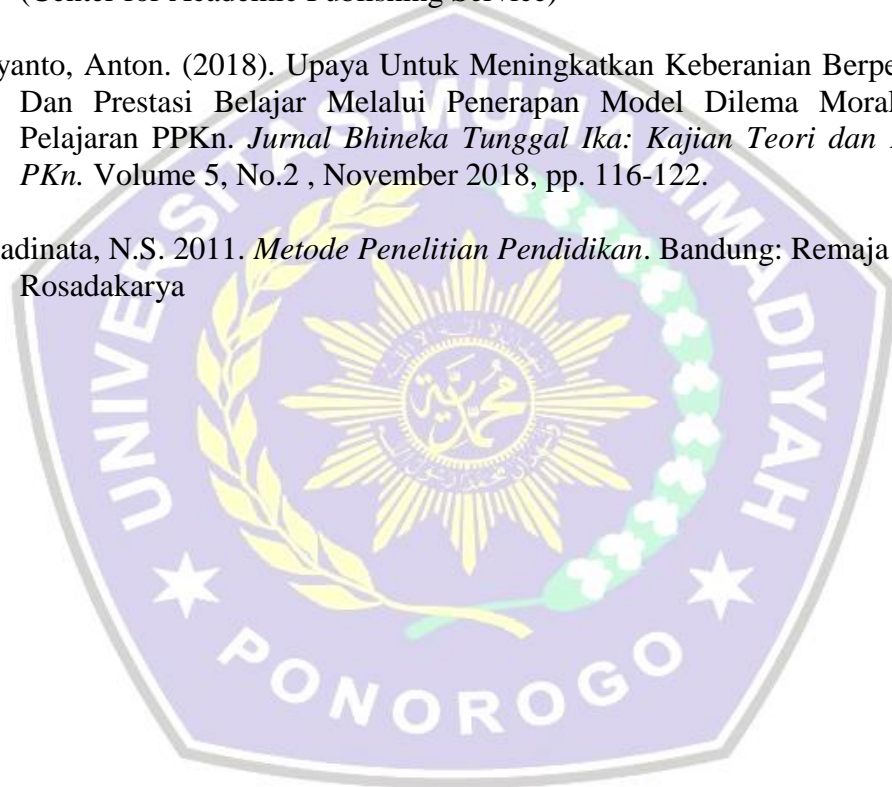 (Center for Academic Publishing Service)
yanto, Anton. (2018). Upaya Untuk Meningkatkan Keberanian Berpe
Dan Prestasi Belajar Melalui Penerapan Model Dilema Moral
Pelajaran PPKn. Jurnal Bhineka Tunggal Ika: Kajian Teori dan
PKn. Volume 5, No.2 , November 2018, pp. 116-122.
adinata, N.S. 2011. Metode Penelitian Pendidikan. Bandung: Remaja
Rosadakarya
UNIVERSITAS MUHAMMADIYAH
PONOROGO
محمدية